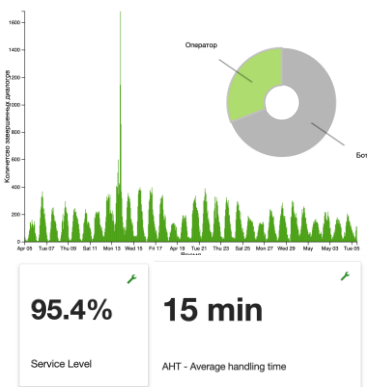 1600
1400
1200
1000
800
600
400
200
0
Количество завершенных диалогов
Оператор
Бот
Apr 05 Tue 07 Thu 09 Sat 11 Mon 13 Wed 15 Fri 17 Apr 19 Tue 21 Thu 23 Sat 25 Mon 27 Wed 29 May May 03 Tue 05
Время
95.4%
Service Level
15 min
AHT - Average handling time